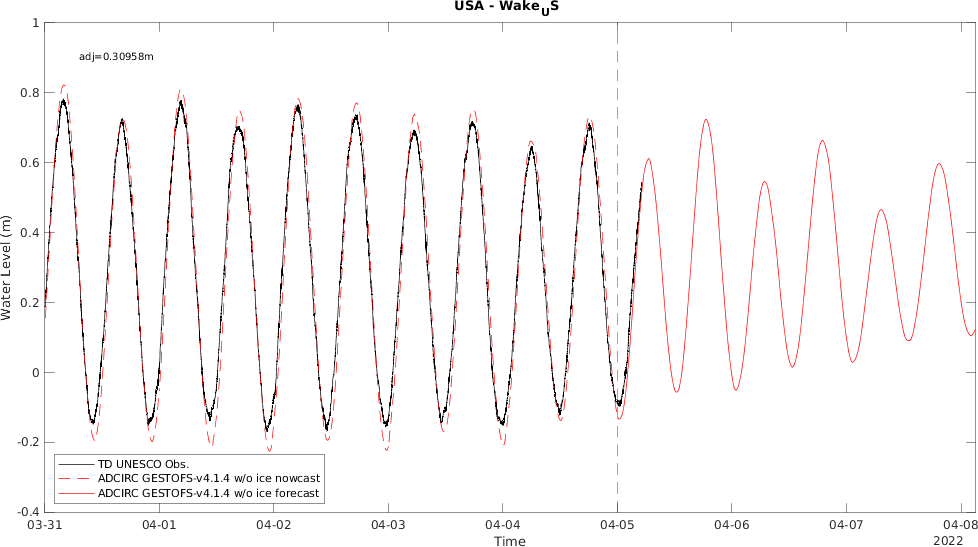 USA - Wake_US
1
adj=0.30958m
0.8
0.6
0.4
0.2
0
-0.2
-0.4
Water Level (m)
TD UNESCO Obs.
ADCIRC GESTOFS-v4.1.4 w/o ice nowcast
ADCIRC GESTOFS-v4.1.4 w/o ice forecast
03-31 04-01 04-02 04-03 04-04 04-05 04-06 04-07 04-08
Time
2022